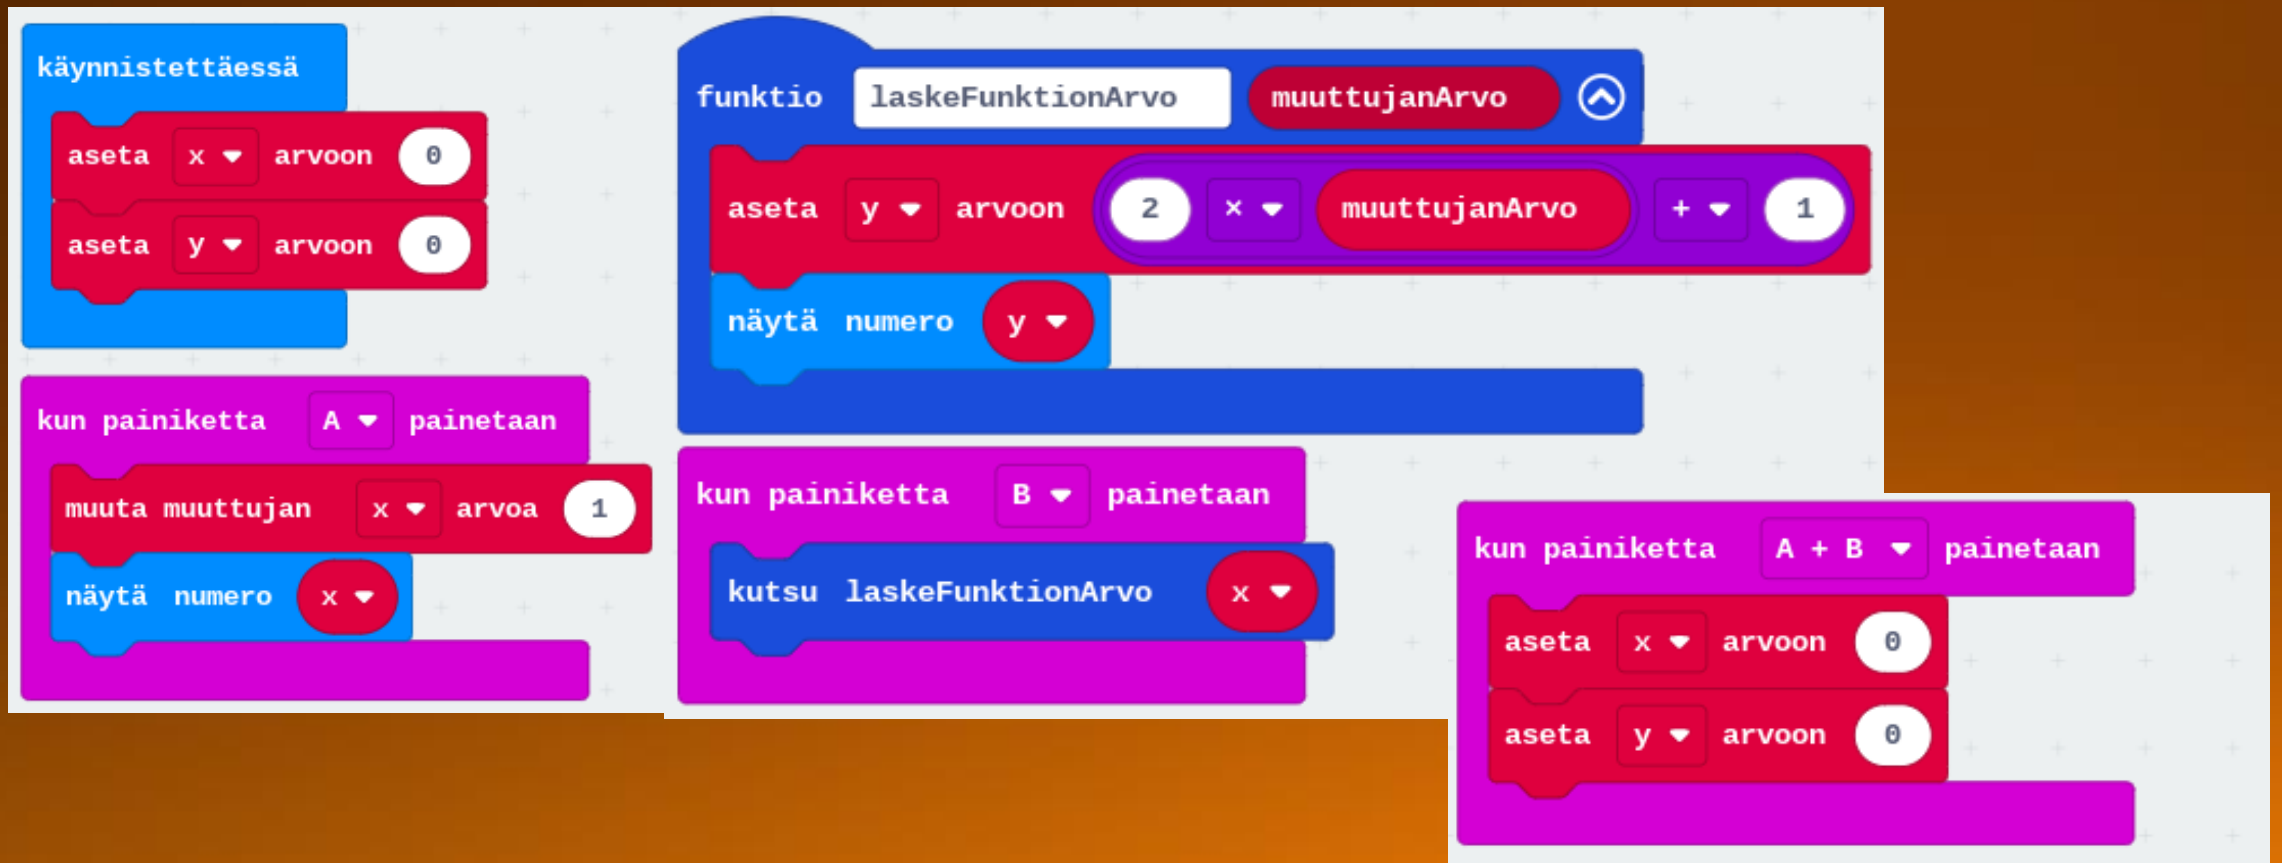 käynnistettäessä
aseta x arvoon 0
aseta y arvoon 0
kun painiketta A painetaan
muuta muuttujan x arvoa 1
näytä numero x
funktio laskeFunktionArvo muuttujanArvo
aseta y arvoon 2 × muuttujanArvo + 1
näytä numero y
kun painiketta B painetaan
kutsu laskeFunktionArvo x
kun painiketta A + B painetaan
aseta x arvoon 0
aseta y arvoon 0